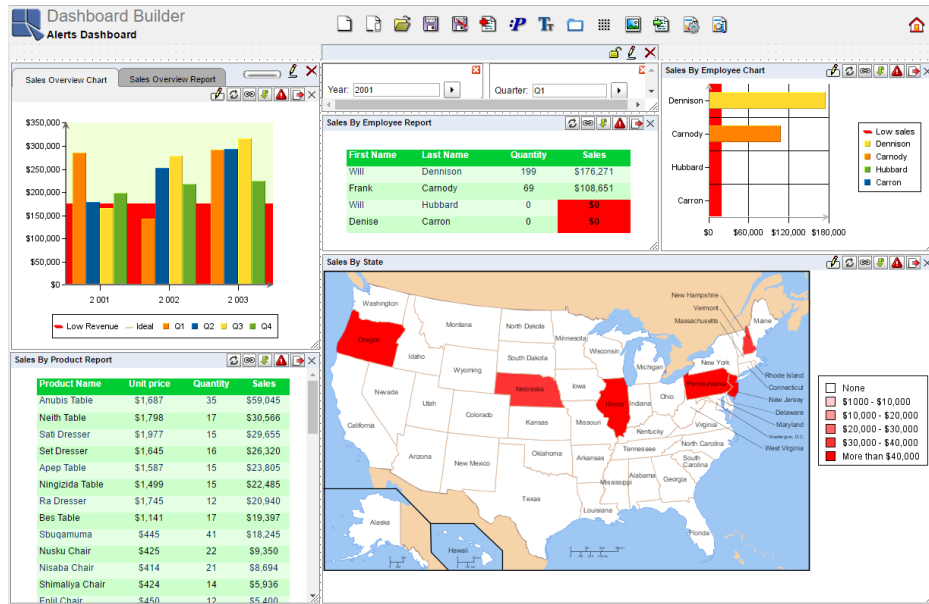 Dashboard Builder
Alerts Dashboard
:P
Tt
Sales Overview Chart
Sales Overview Report
$350,000
$300,000
$250,000
$200,000
$150,000
$100,000
$50,000
$0
2 001
2 002
2 003
Low Revenue
Ideal
Q1
Q2
Q3
Q4
Year: 2001
Quarter: Q1
Sales By Employee Report
First Name Last Name Quantity Sales
Will Dennison 199 $176,271
Frank Carnody 69 $108,651
Will Hubbard 0 $0
Denise Carron 0 $0
Sales By Employee Chart
Dennison
Carnody
Hubbard
Carron
$0
$60,000
$120,000
$180,000
Low sales
Dennison
Carnody
Hubbard
Carron
Sales By Product Report
Product Name Unit price Quantity Sales
Anubis Table $1,687 35 $59,045
Neith Table $1,798 17 $30,566
Sati Dresser $1,977 15 $29,655
Set Dresser $1,645 16 $26,320
Apep Table $1,587 15 $23,805
Ningizida Table $1,499 15 $22,485
Ra Dresser $1,745 12 $20,940
Bes Table $1,141 17 $19,397
Sbuqamuma $445 41 $18,245
Nusku Chair $425 22 $9,350
Nisaba Chair $414 21 $8,694
Shimaliya Chair $424 14 $5,936
Enlil Chair $450 12 $5,400
Sales By State
Washington
Oregon
Idaho
Montana
North Dakota
South Dakota
Minnesota
Wisconsin
Michigan
Wyoming
Nebraska
Iowa
Illinois
Indiana
Ohio
Pennsylvania
New York
New Hampshire
Vermont
Massachusetts
Maine
Rhode Island
Connecticut
New Jersey
Delaware
Maryland
Washington, D.C
West Virginia
Virginia
Nevada
Utah
Colorado
Kansas
Missouri
Kentucky
California
Arizona
New Mexico
Oklahoma
Arkansas
Tennessee
North Carolina
South
Carolina
Texas
Louisiana
Mississippi
Alabama
Georgia
Florida
Alaska
Hawaii
None
$1000 - $10,000
$10,000 - $20,000
$20,000 - $30,000
$30,000 - $40,000
More than $40,000